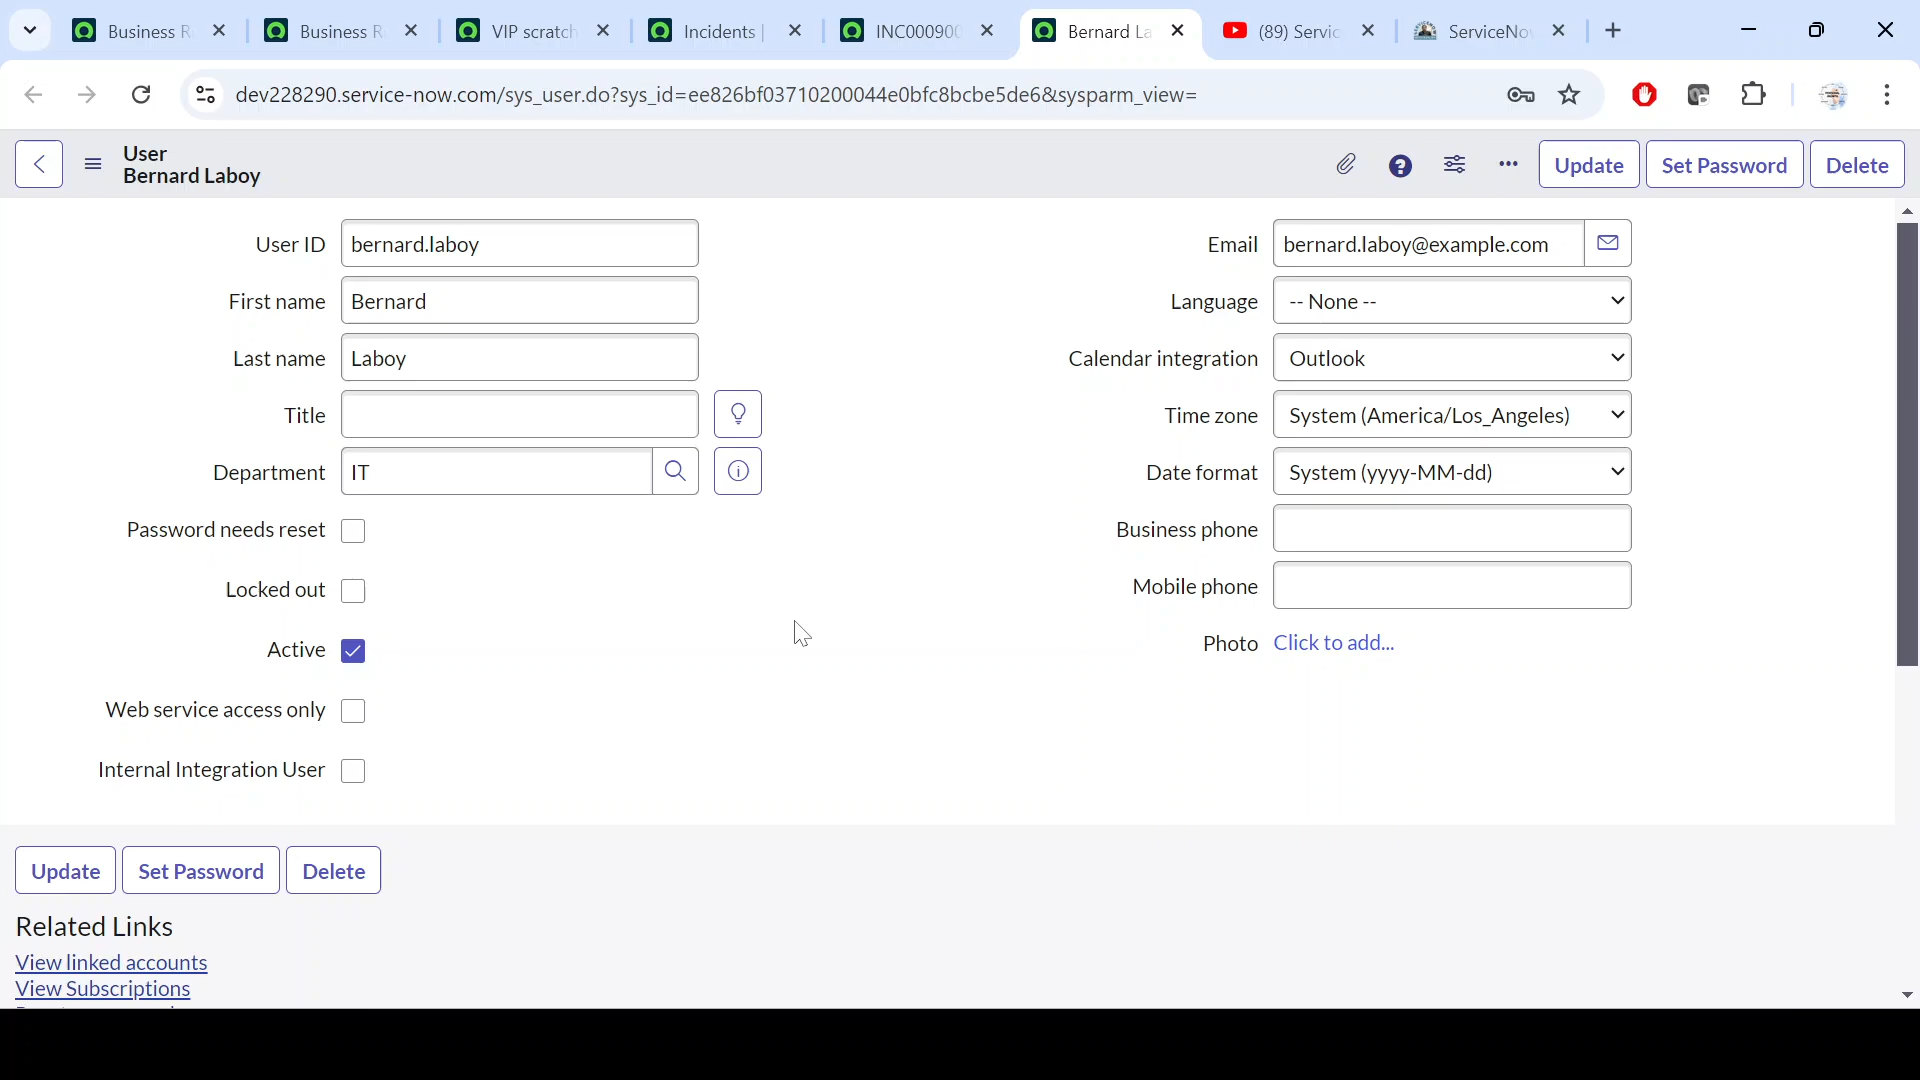 Business R
Business R
VIP scratch
Incidents |
INC000900
Bernard La
(89) Servic
ServiceNo
dev228290.service-now.com/sys_user.do?sys_id=ee826bf03710200044e0bfc8bcbe5de6&sysparm_view=
User
Bernard Laboy
Update
Set Password
Delete
User ID bernard.laboy
Email bernard.laboy@example.com
First name Bernard
Language -- None --
Last name Laboy
Calendar integration Outlook
Title
Time zone System (America/Los_Angeles)
Department IT
Date format System (yyyy-MM-dd)
Password needs reset
Business phone
Locked out
Mobile phone
Active
Photo Click to add...
Web service access only
Internal Integration User
Update
Set Password
Delete
Related Links
View linked accounts
View Subscriptions